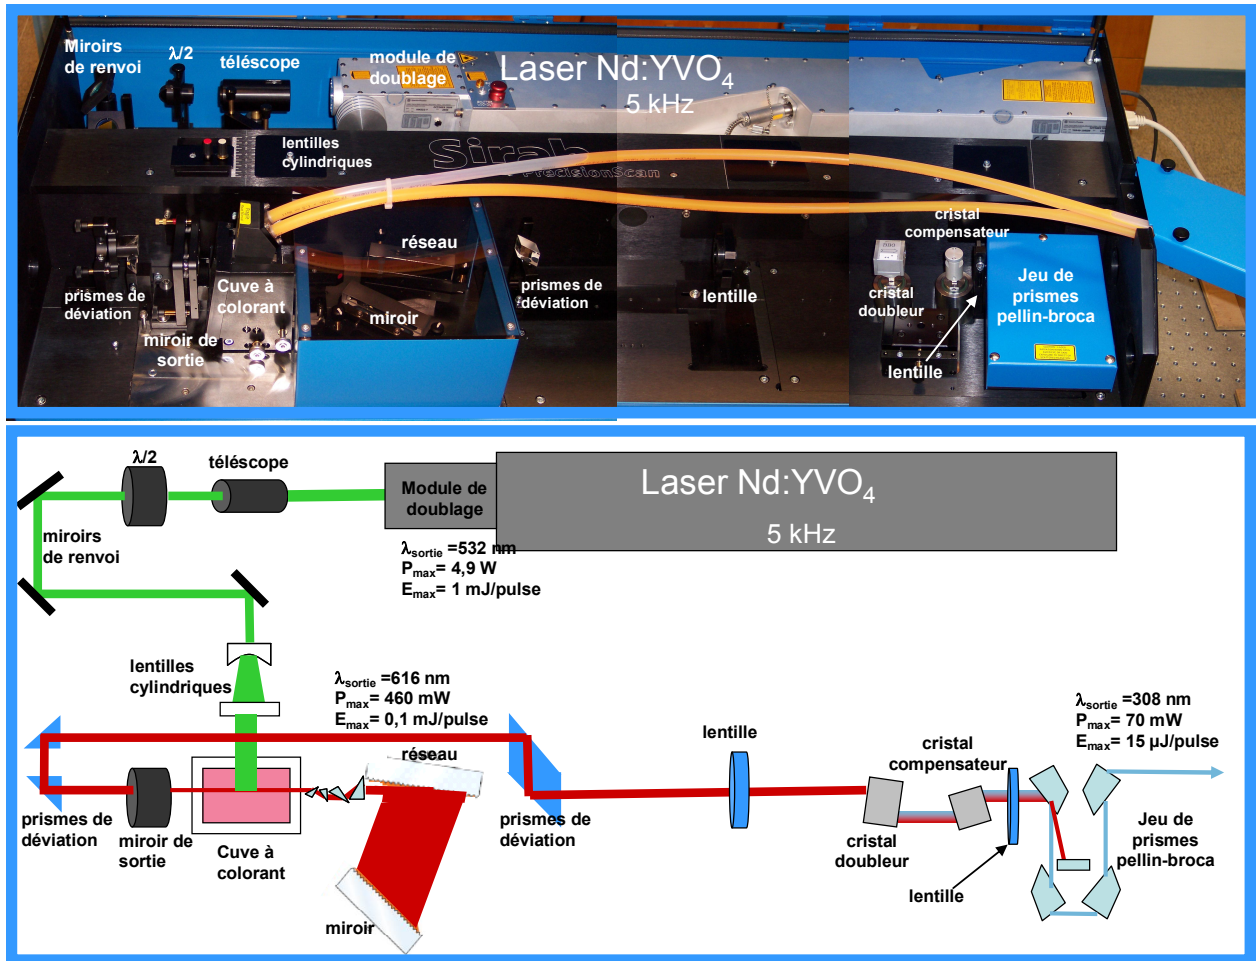 Miroirs
de renvoi
λ/2
téléscope
module de
doublage
Laser Nd:YVO4
5 kHz
lentilles
cylindriques
Sirah
PrecisionScan
réseau
cristal
compensateur
prismes de
déviation
Cuve à
colorant
miroir
miroir de
sortie
prismes de
déviation
lentille
cristal
doubleur
lentille
Jeu de
prismes
pellin-broca
λ/2
téléscope
Module de
doublage
Laser Nd:YVO4
5 kHz
miroirs
de renvoi
λsortie =532 nm
Pmax= 4,9 W
Emax= 1 mJ/pulse
lentilles
cylindriques
λsortie =616 nm
Pmax= 460 mW
Emax= 0,1 mJ/pulse
réseau
lentille
cristal
compensateur
λsortie =308 nm
Pmax= 70 mW
Emax= 15 µJ/pulse
prismes de
déviation
miroir de
sortie
Cuve à
colorant
miroir
prismes de
déviation
cristal
doubleur
lentille
Jeu de
prismes
pellin-broca